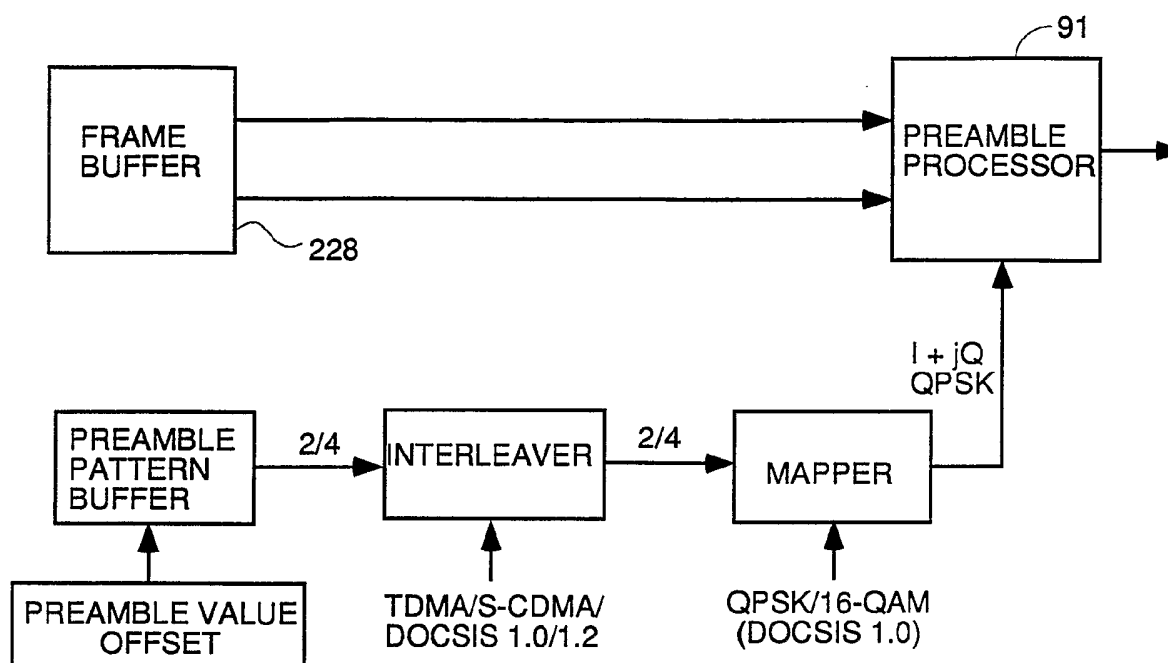 91
FRAME
BUFFER
PREAMBLE
PROCESSOR
228
I + jQ
QPSK
PREAMBLE
PATTERN
BUFFER
2/4
INTERLEAVER
2/4
MAPPER
PREAMBLE VALUE
OFFSET
TDMA/S-CDMA/
DOCSIS 1.0/1.2
QPSK/16-QAM
(DOCSIS 1.0)